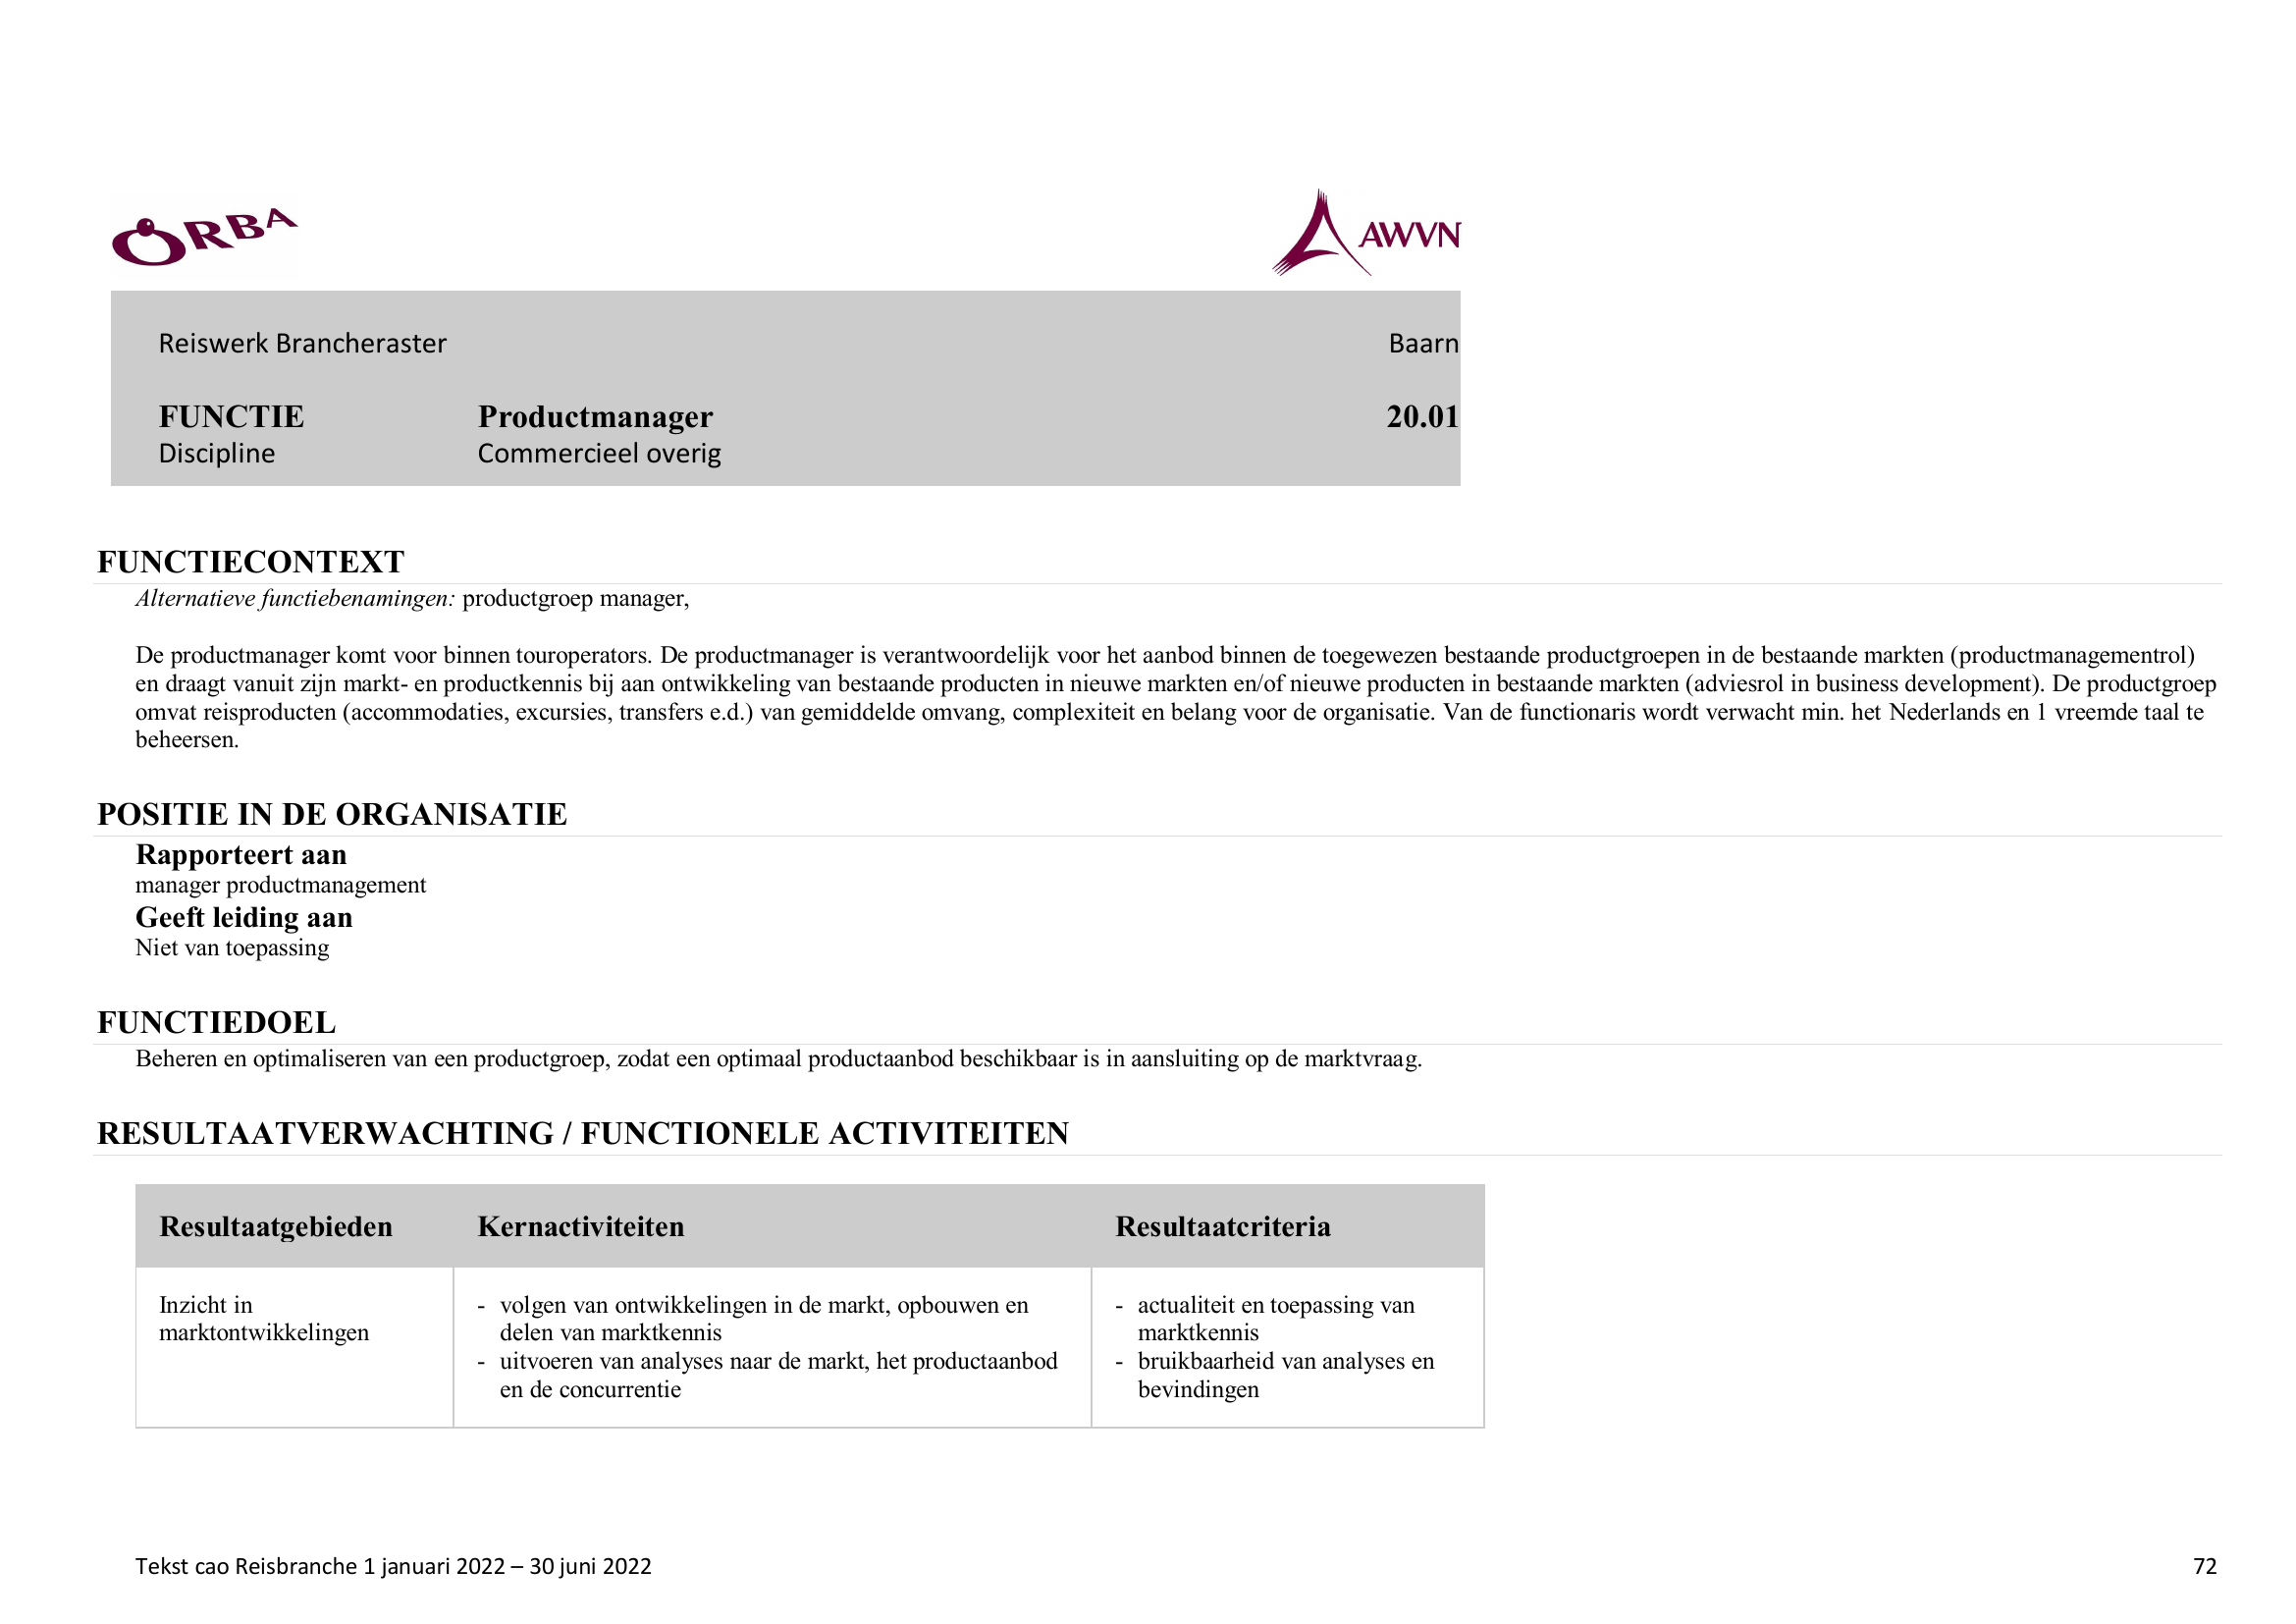 ORBA
AWVN
Reiswerk Brancheraster Baarn
FUNCTIE Productmanager 20.01
Discipline Commercieel overig
FUNCTIECONTEXT
Alternatieve functiebenamingen: productgroep manager,
De productmanager komt voor binnen touroperators. De productmanager is verantwoordelijk voor het aanbod binnen de toegewezen bestaande productgroepen in de bestaande markten (productmanagementrol)
en draagt vanuit zijn markt- en productkennis bij aan ontwikkeling van bestaande producten in nieuwe markten en/of nieuwe producten in bestaande markten (adviesrol in business development). De productgroep
omvat reisproducten (accommodaties, excursies, transfers e.d.) van gemiddelde omvang, complexiteit en belang voor de organisatie. Van de functionaris wordt verwacht min. het Nederlands en 1 vreemde taal te
beheersen.
POSITIE IN DE ORGANISATIE
Rapporteert aan
manager productmanagement
Geeft leiding aan
Niet van toepassing
FUNCTIEDOEL
Beheren en optimaliseren van een productgroep, zodat een optimaal productaanbod beschikbaar is in aansluiting op de marktvraag.
RESULTAATVERWACHTING / FUNCTIONELE ACTIVITEITEN
Resultaatgebieden Kernactiviteiten Resultaatcriteria
Inzicht in
marktontwikkelingen
- volgen van ontwikkelingen in de markt, opbouwen en
delen van marktkennis
- uitvoeren van analyses naar de markt, het productaanbod
en de concurrentie
- actualiteit en toepassing van
marktkennis
- bruikbaarheid van analyses en
bevindingen
Tekst cao Reisbranche 1 januari 2022 – 30 juni 2022 72